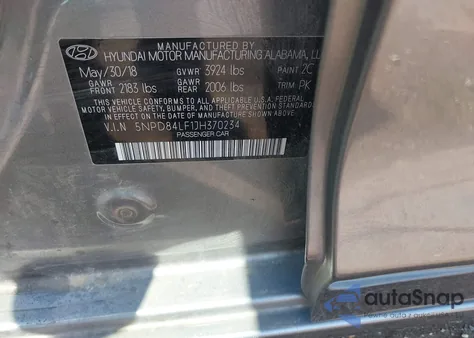 MANUFACTURED BY
HYUNDAI MOTOR MANUFACTURING ALABAMA, LL
May/30/18 GVWR 3924 lbs PAINT 2C
GAWR FRONT 2183 lbs GAWR REAR 2006 lbs TRIM PK
THIS VEHICLE CONFORMS TO ALL APPLICABLE U.S.A. FEDERAL
MOTOR VEHICLE SAFETY, BUMPER, AND THEFT PREVENTION
STANDARDS IN EFFECT ON THE DATE OF MANUFACTURE SHOWN ABOVE.
V.I.N 5NPD84LF1JH370234
PASSENGER CAR
autoSnap